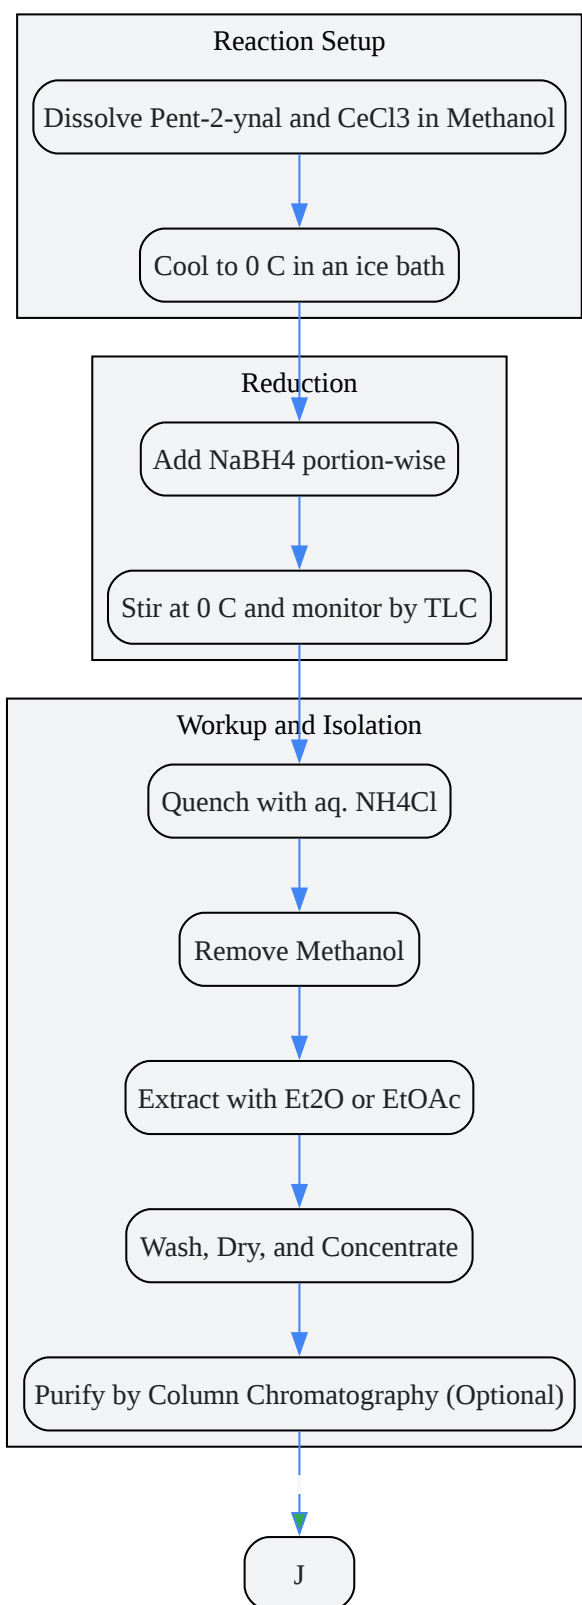 Reaction Setup
Dissolve Pent-2-ynal and CeCl3 in Methanol
Cool to 0 C in an ice bath
Reduction
Add NaBH4 portion-wise
Stir at 0 C and monitor by TLC
Workup and Isolation
Quench with aq. NH4Cl
Remove Methanol
Extract with Et2O or EtOAc
Wash, Dry, and Concentrate
Purify by Column Chromatography (Optional)
J